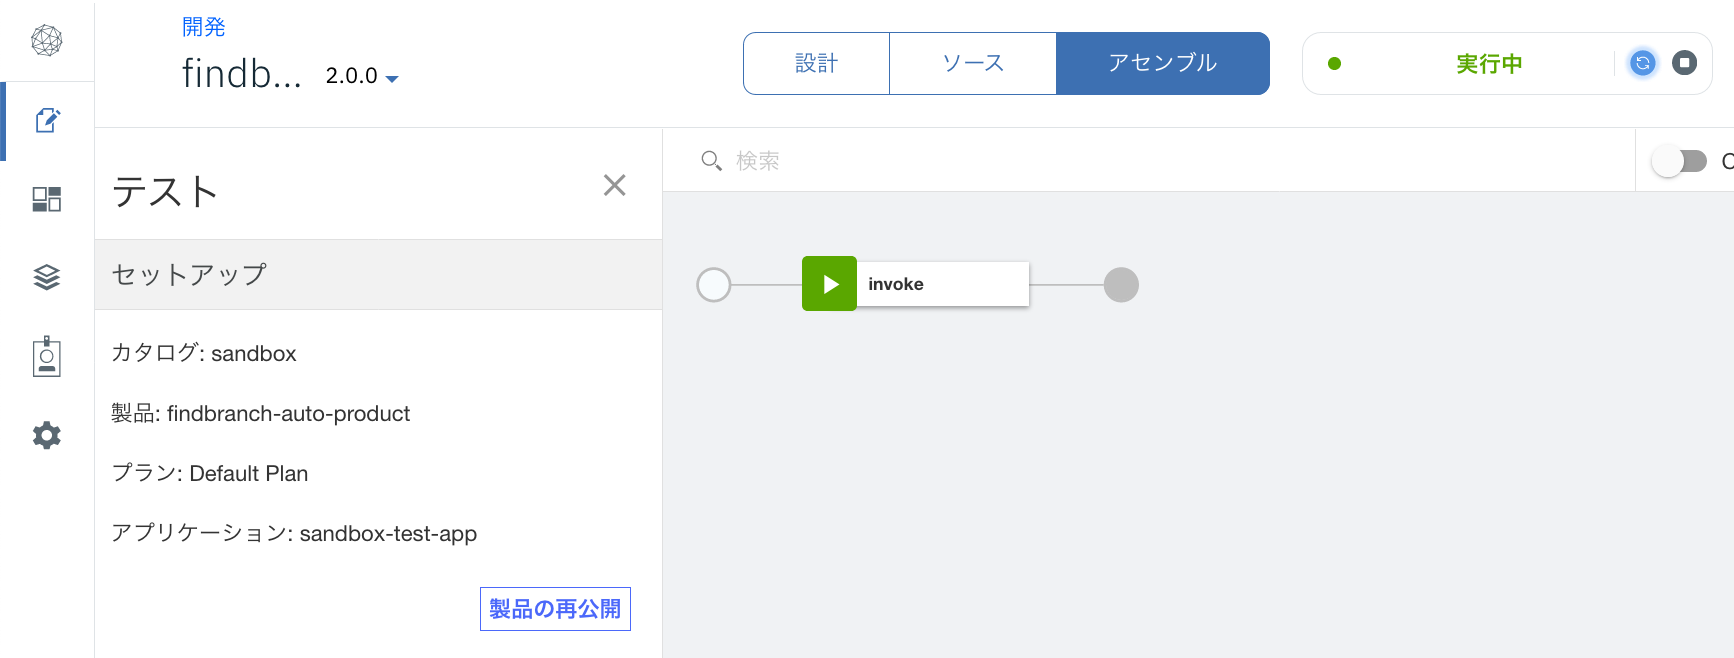 開発
findb... 2.0.0
設計 ソース アセンブル
実行中
テスト
検索
セットアップ
invoke
カタログ: sandbox
製品: findbranch-auto-product
プラン: Default Plan
アプリケーション: sandbox-test-app
製品の再公開